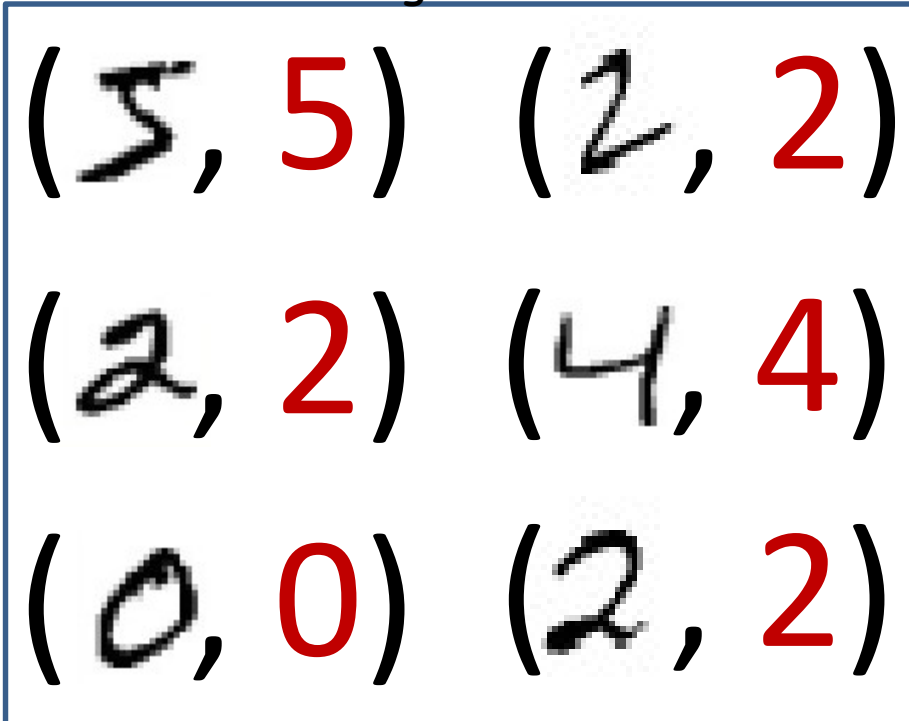 (5, 5) (2, 2)
(2, 2) (4, 4)
(0, 0) (2, 2)